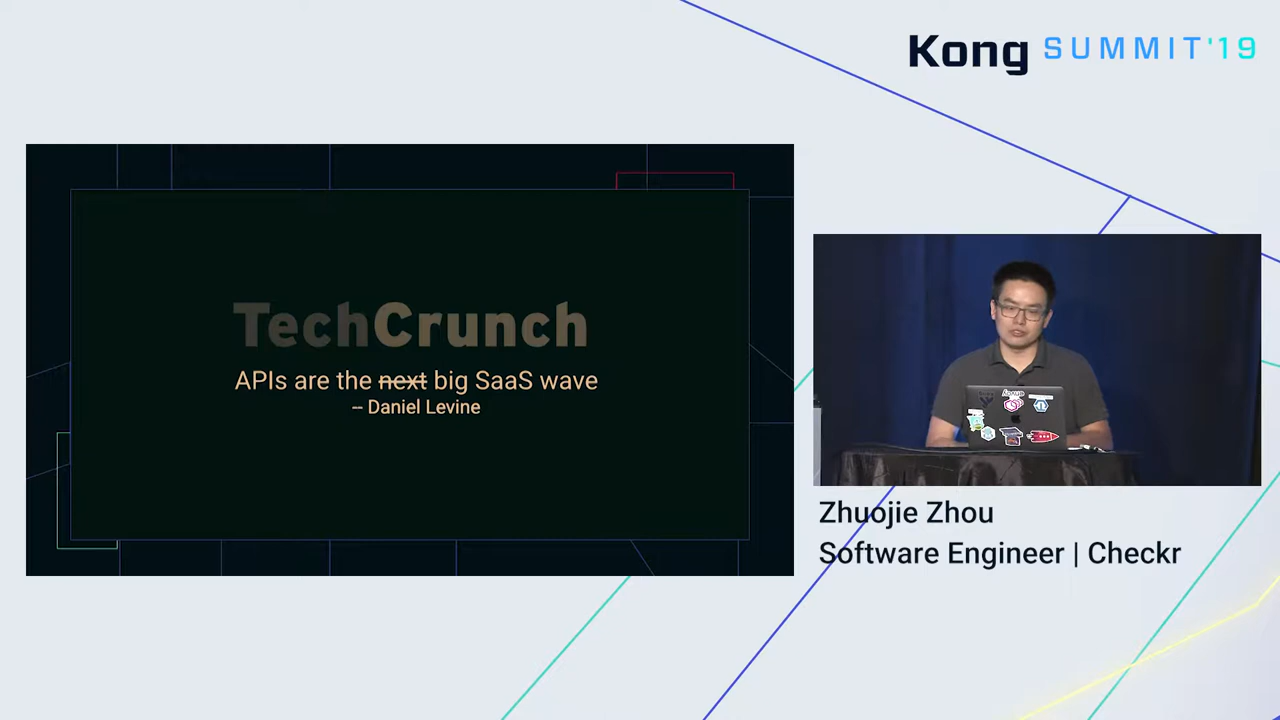 Kong SUMMIT'19
TechCrunch
APIs are the next big SaaS wave
-- Daniel Levine
Zhuojie Zhou
Software Engineer | Checkr